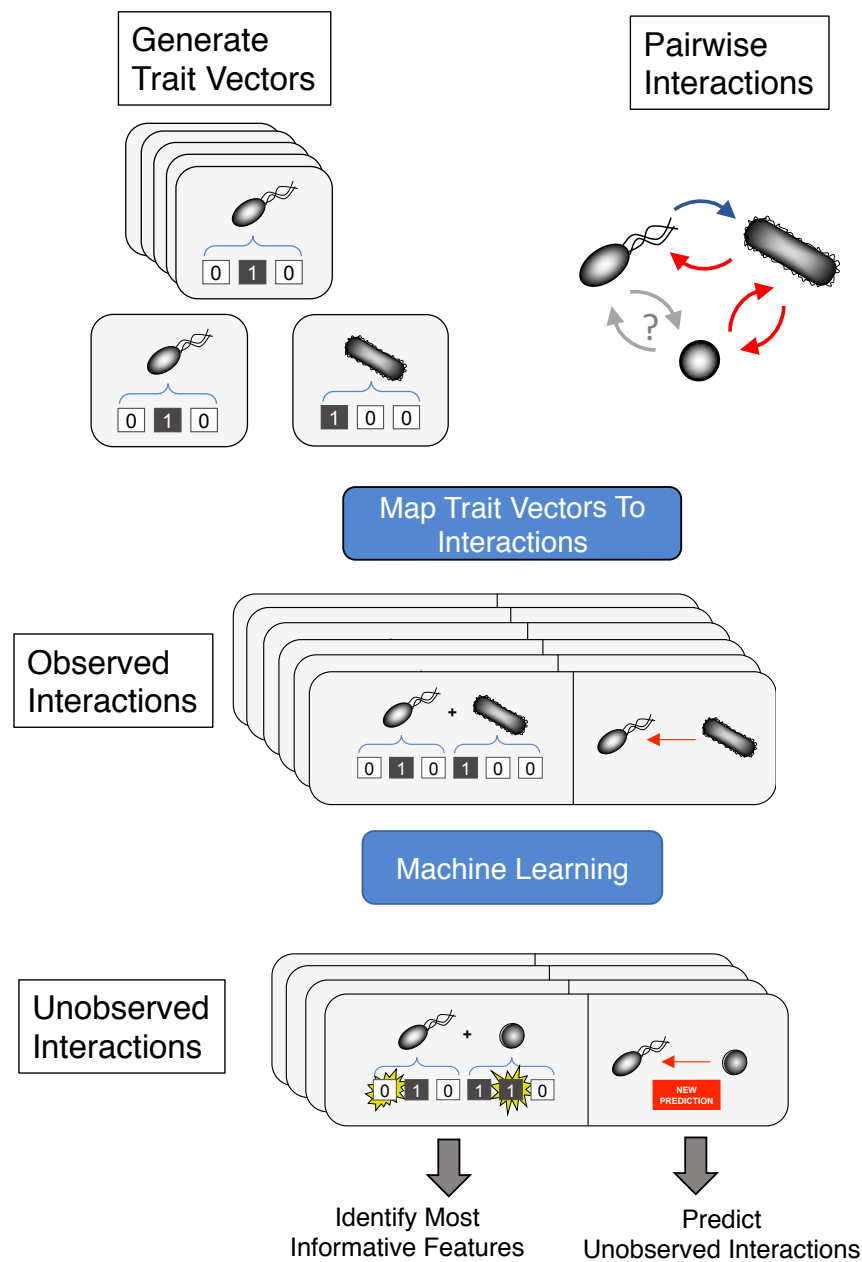 Generate
Trait Vectors
Pairwise
Interactions
0 1 0
?
0 1 0
1 0 0
Map Trait Vectors To
Interactions
Observed
Interactions
+
0 1 0 1 0 0
Machine Learning
Unobserved
Interactions
+
0 1 0 1 1 0
NEW
PREDICTION
Identify Most
Informative Features
Predict
Unobserved Interactions